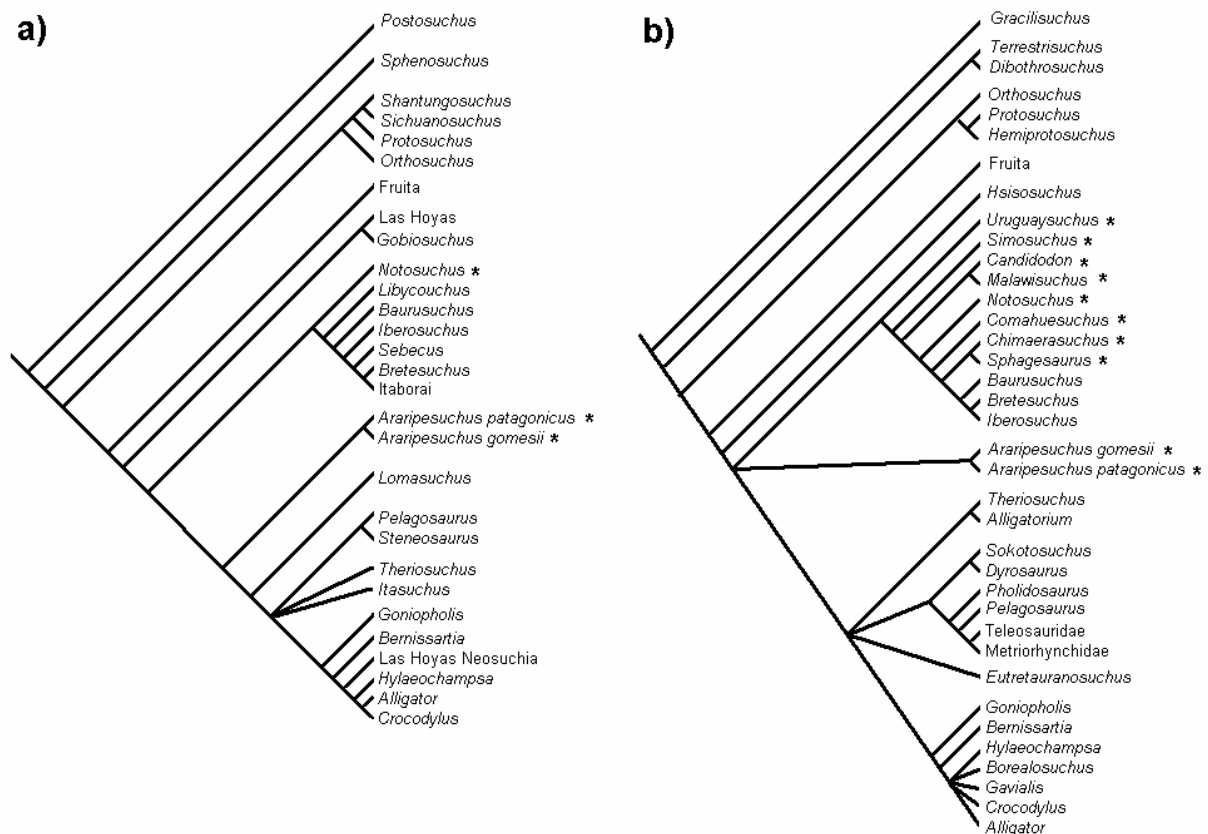 a)
Postosuchus
Sphenosuchus
Shantungosuchus
Sichuanosuchus
Protosuchus
Orthosuchus
Fruita
Las Hoyas
Gobiosuchus
Notosuchus *
Libycouchus
Baurusuchus
Iberosuchus
Sebecus
Bretesuchus
Itaborai
Araripesuchus patagonicus *
Araripesuchus gomesii *
Lomasuchus
Pelagosaurus
Steneosaurus
Theriosuchus
Itasuchus
Goniopholis
Bernissartia
Las Hoyas Neosuchia
Hylaeochampsa
Alligator
Crocodylus
b)
Gracilisuchus
Terrestrisuchus
Dibothrosuchus
Orthosuchus
Protosuchus
Hemiprotosuchus
Fruita
Hsisosuchus
Uruguaysuchus *
Simosuchus *
Candidodon *
Malawisuchus *
Notosuchus *
Comahuesuchus *
Chimaerasuchus *
Sphagesaurus *
Baurusuchus
Bretesuchus
Iberosuchus
Araripesuchus gomesii *
Araripesuchus patagonicus *
Theriosuchus
Alligatorium
Sokotosuchus
Dyrosaurus
Pholidosaurus
Pelagosaurus
Teleosauridae
Metriorhynchidae
Eutretauranosuchus
Goniopholis
Bernissartia
Hylaeochampsa
Borealosuchus
Gavialis
Crocodylus
Alligator